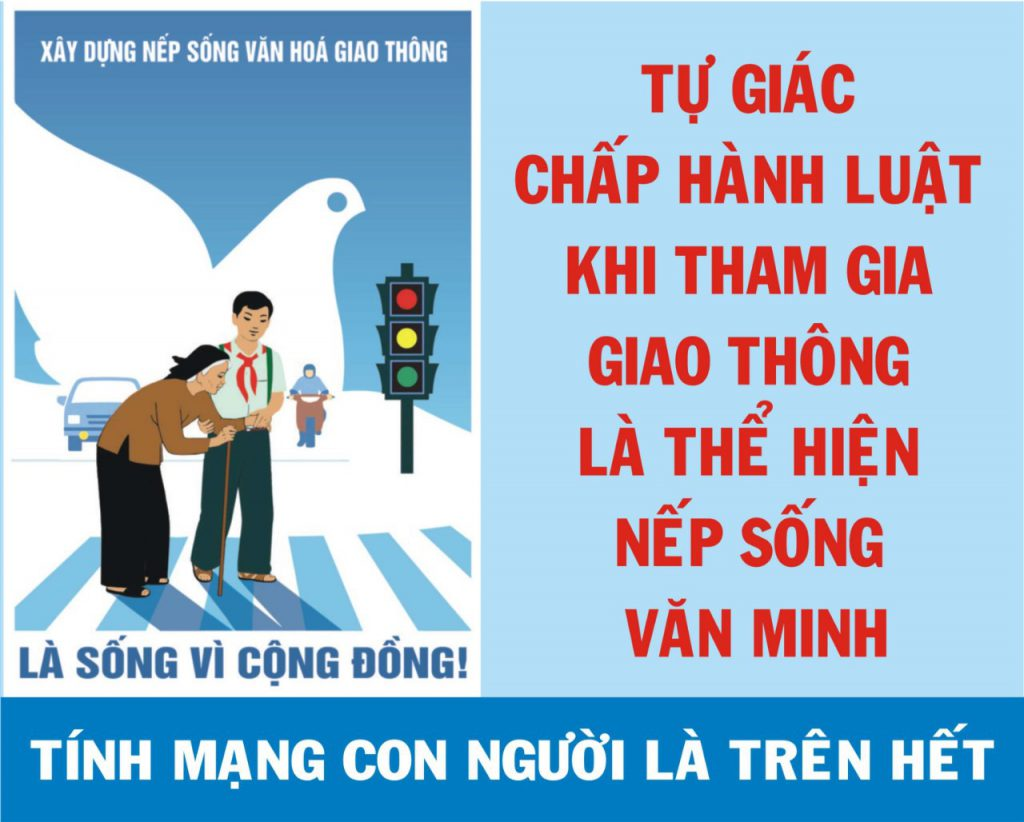 XÂY DỰNG NẾP SỐNG VĂN HOÁ GIAO THÔNG
LÀ SỐNG VÌ CỘNG ĐỒNG!
TỰ GIÁC
CHẤP HÀNH LUẬT
KHI THAM GIA
GIAO THÔNG
LÀ THỂ HIỆN
NẾP SỐNG
VĂN MINH
TÍNH MẠNG CON NGƯỜI LÀ TRÊN HẾT